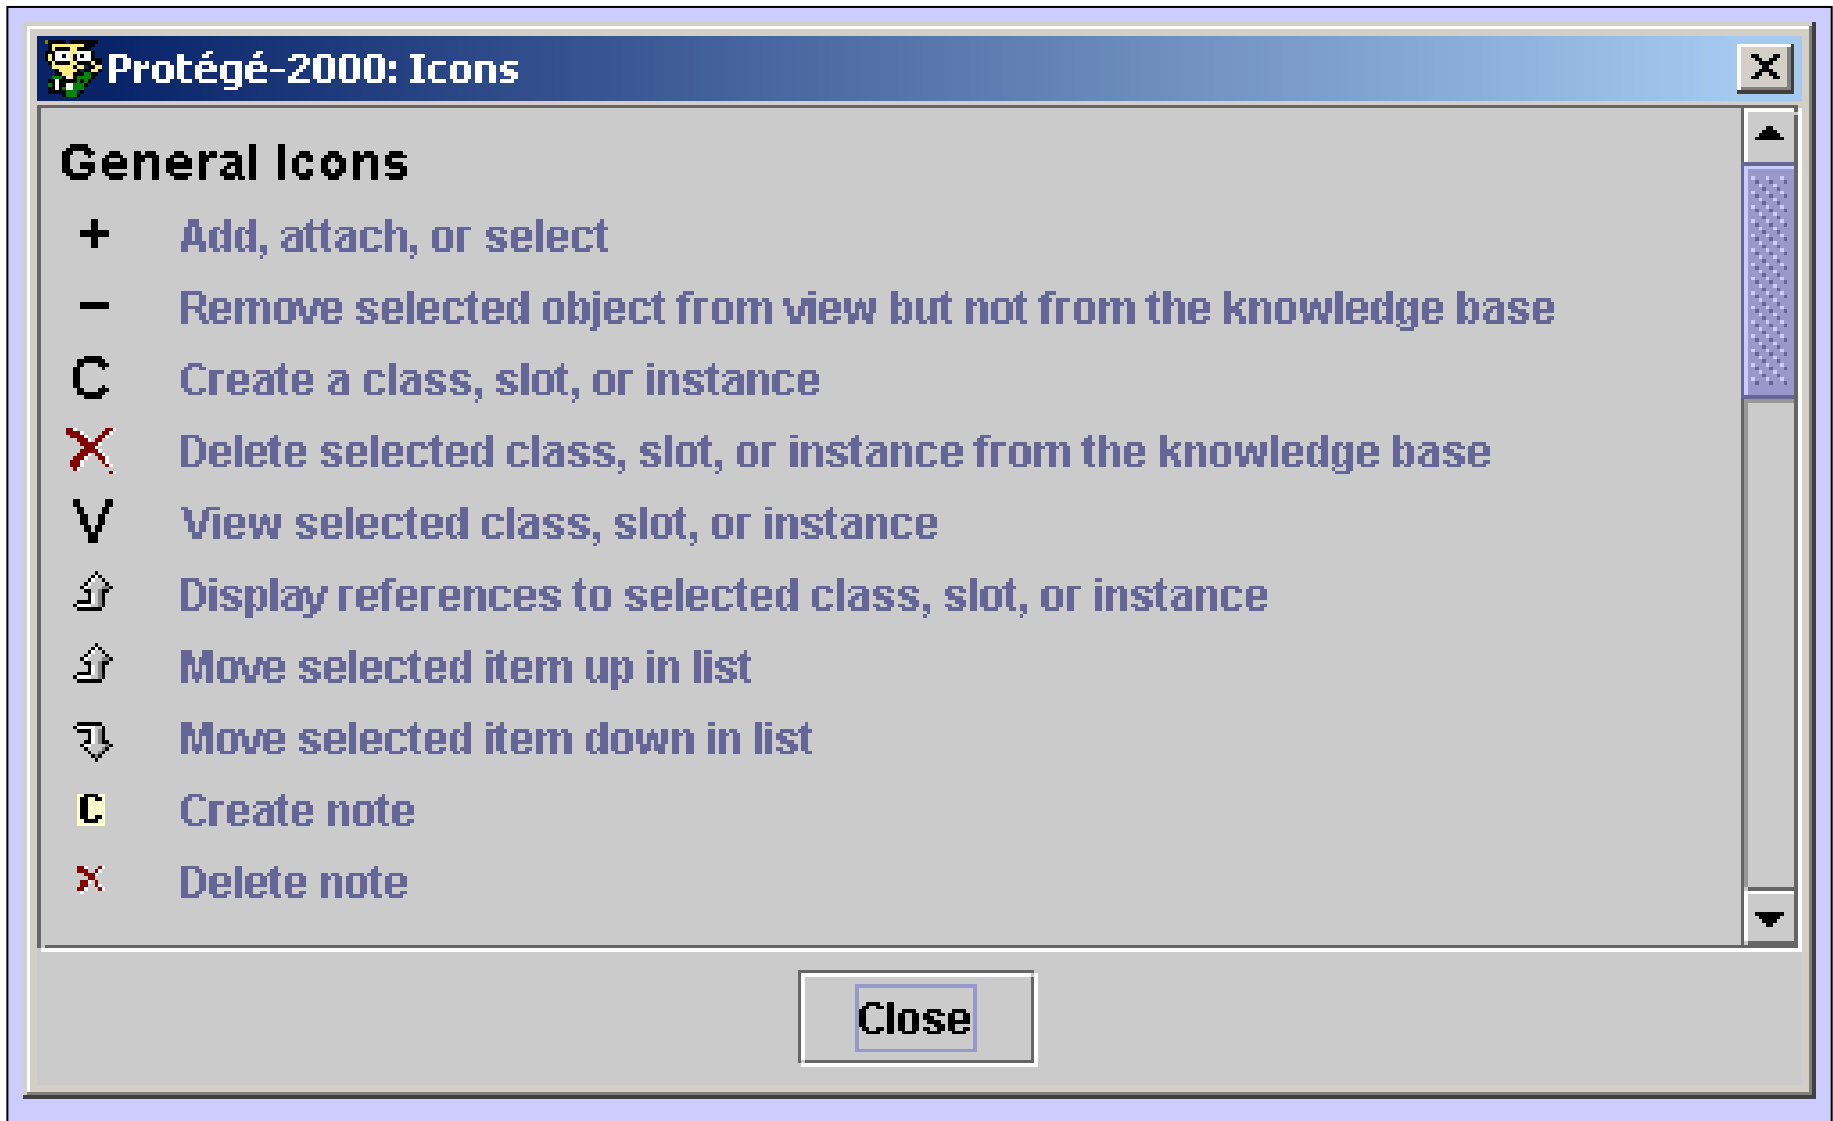 Protégé-2000: Icons
General Icons
+ Add, attach, or select
− Remove selected object from view but not from the knowledge base
C Create a class, slot, or instance
Delete selected class, slot, or instance from the knowledge base
V View selected class, slot, or instance
Display references to selected class, slot, or instance
Move selected item up in list
Move selected item down in list
C Create note
Delete note
Close